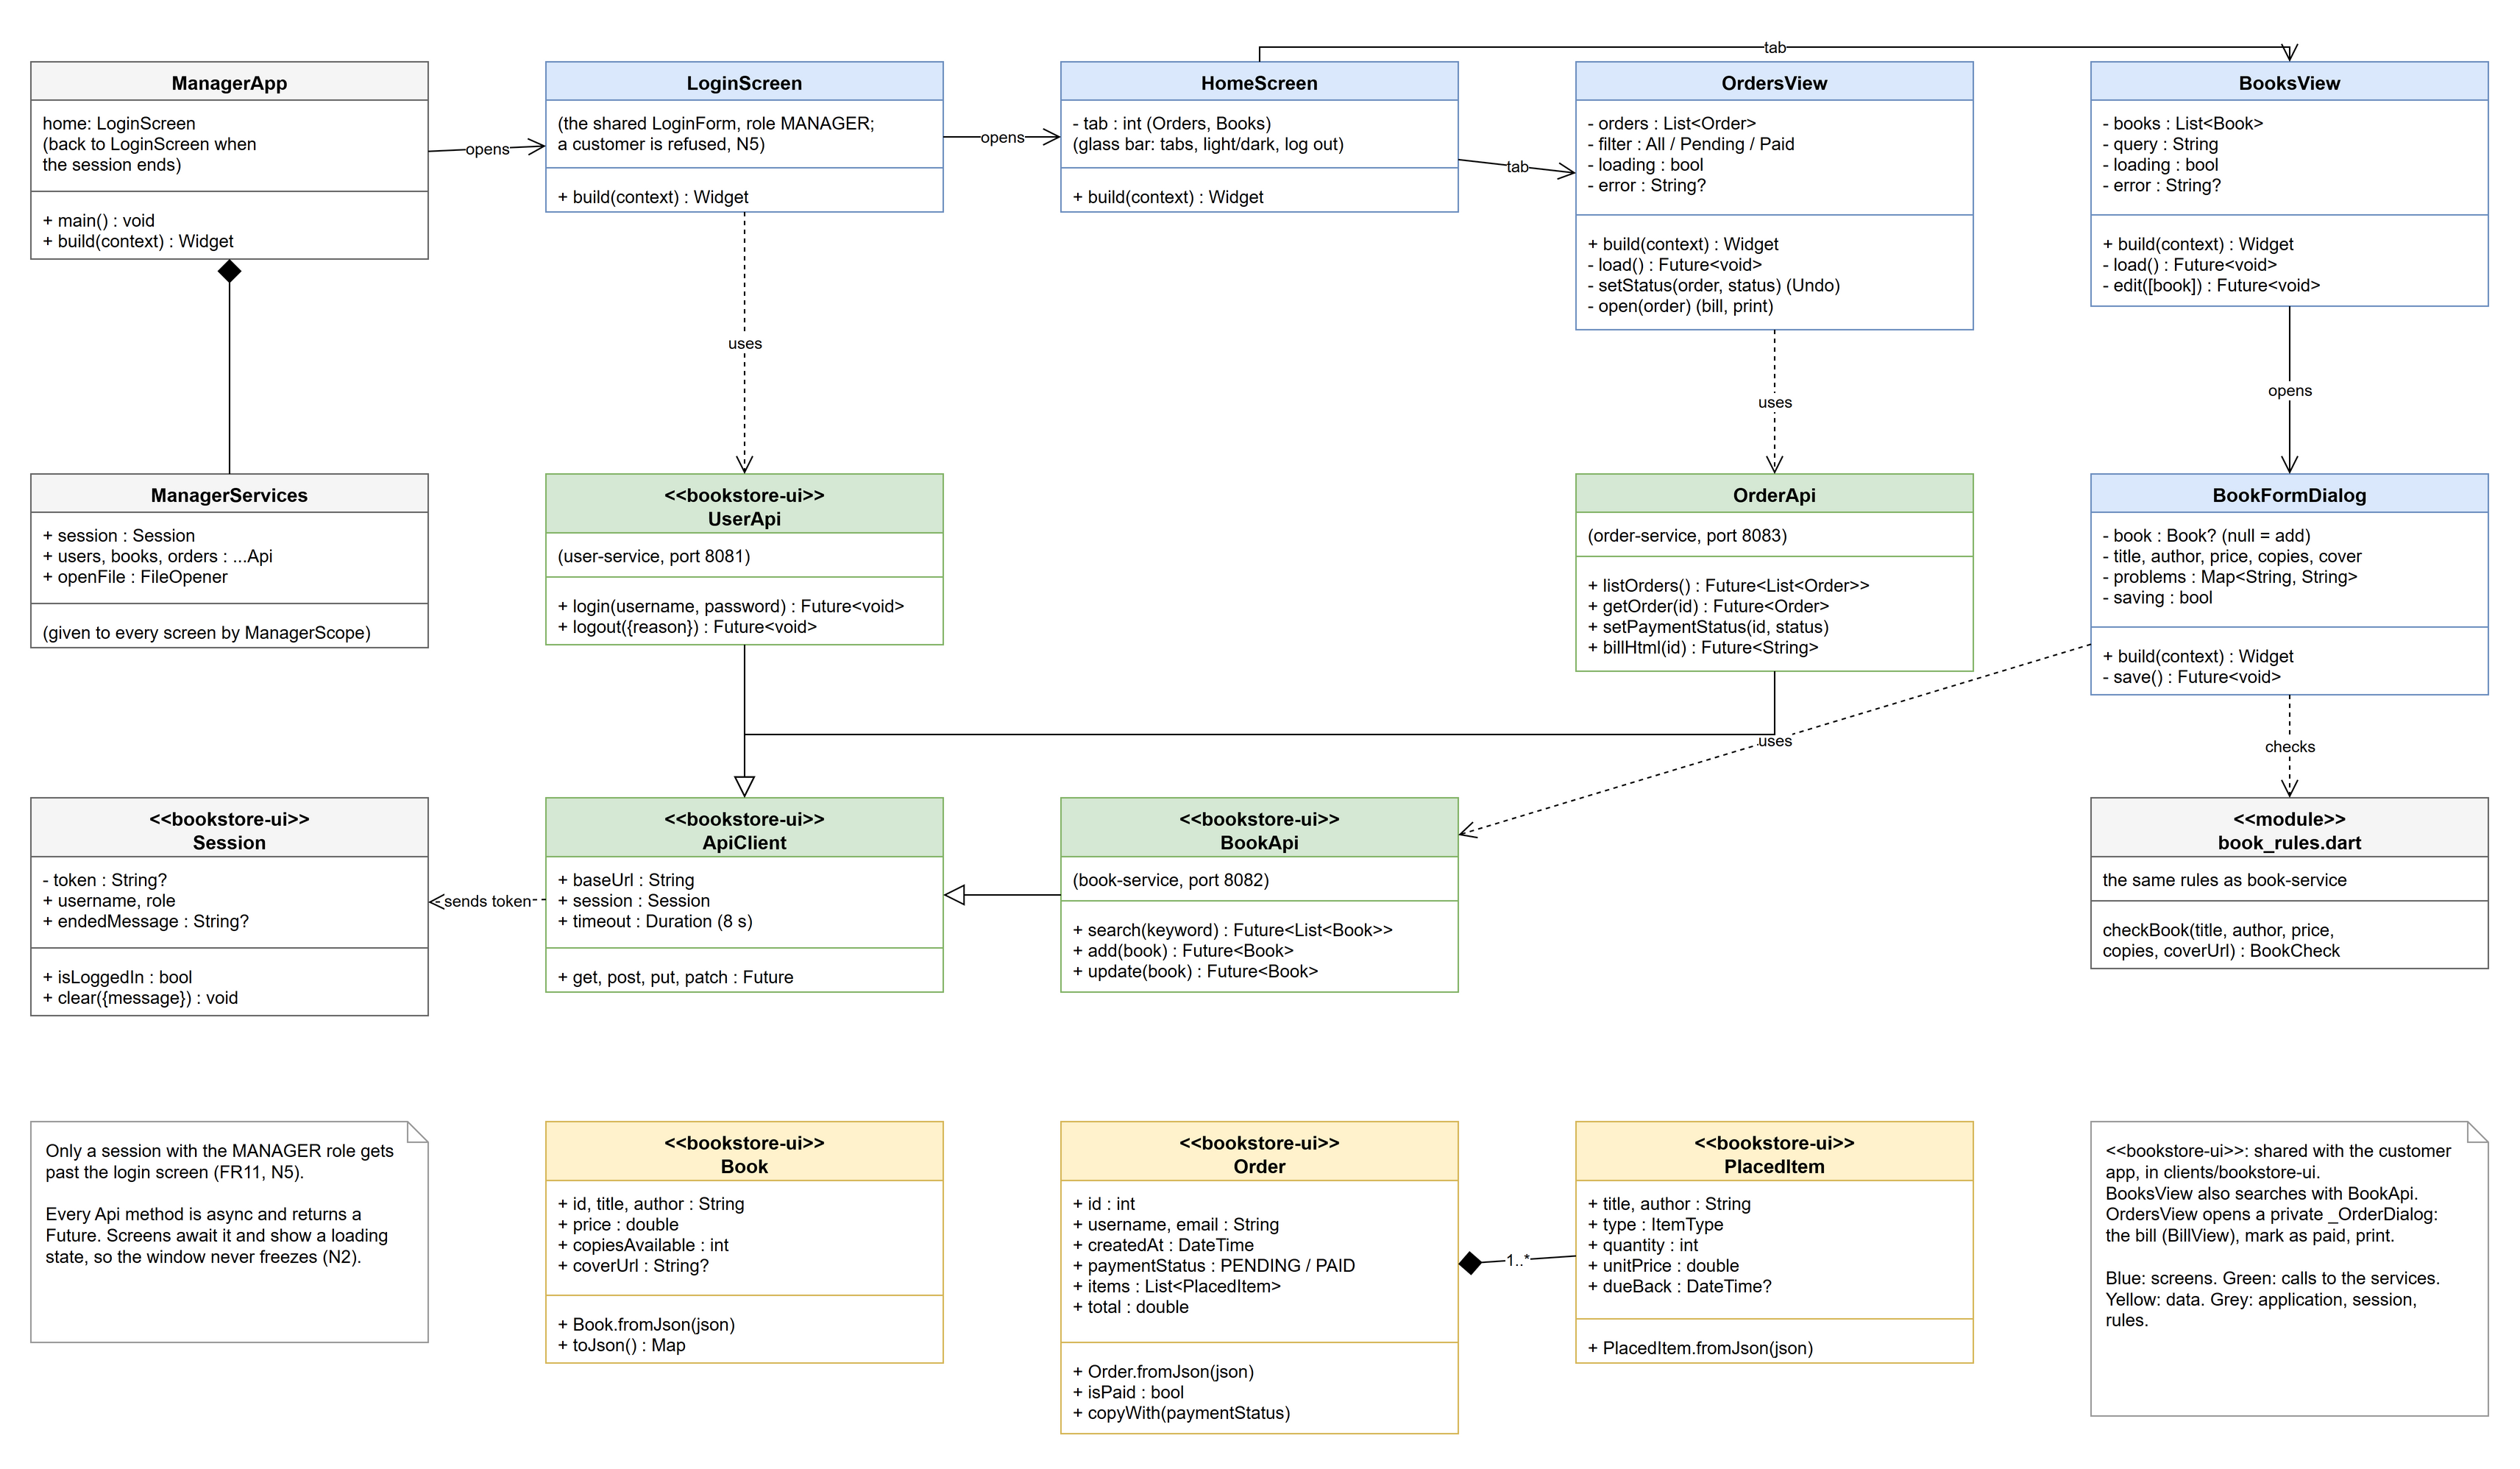 tab
ManagerApp
home: LoginScreen
(back to LoginScreen when
the session ends)
+ main() : void
+ build(context) : Widget
opens
LoginScreen
(the shared LoginForm, role MANAGER;
a customer is refused, N5)
+ build(context) : Widget
opens
HomeScreen
- tab : int (Orders, Books)
(glass bar: tabs, light/dark, log out)
+ build(context) : Widget
tab
OrdersView
- orders : List<Order>
- filter : All / Pending / Paid
- loading : bool
- error : String?
+ build(context) : Widget
- load() : Future<void>
- setStatus(order, status) (Undo)
- open(order) (bill, print)
BooksView
- books : List<Book>
- query : String
- loading : bool
- error : String?
+ build(context) : Widget
- load() : Future<void>
- edit([book]) : Future<void>
uses
uses
opens
ManagerServices
+ session : Session
+ users, books, orders : ...Api
+ openFile : FileOpener
(given to every screen by ManagerScope)
<<bookstore-ui>>
UserApi
(user-service, port 8081)
+ login(username, password) : Future<void>
+ logout({reason}) : Future<void>
OrderApi
(order-service, port 8083)
+ listOrders() : Future<List<Order>>
+ getOrder(id) : Future<Order>
+ setPaymentStatus(id, status)
+ billHtml(id) : Future<String>
BookFormDialog
- book : Book? (null = add)
- title, author, price, copies, cover
- problems : Map<String, String>
- saving : bool
+ build(context) : Widget
- save() : Future<void>
uses
checks
<<bookstore-ui>>
Session
- token : String?
+ username, role
+ endedMessage : String?
+ isLoggedIn : bool
+ clear({message}) : void
sends token
<<bookstore-ui>>
ApiClient
+ baseUrl : String
+ session : Session
+ timeout : Duration (8 s)
+ get, post, put, patch : Future
<<bookstore-ui>>
BookApi
(book-service, port 8082)
+ search(keyword) : Future<List<Book>>
+ add(book) : Future<Book>
+ update(book) : Future<Book>
<<module>>
book_rules.dart
the same rules as book-service
checkBook(title, author, price,
copies, coverUrl) : BookCheck
Only a session with the MANAGER role gets
past the login screen (FR11, N5).
Every Api method is async and returns a
Future. Screens await it and show a loading
state, so the window never freezes (N2).
<<bookstore-ui>>
Book
+ id, title, author : String
+ price : double
+ copiesAvailable : int
+ coverUrl : String?
+ Book.fromJson(json)
+ toJson() : Map
<<bookstore-ui>>
Order
+ id : int
+ username, email : String
+ createdAt : DateTime
+ paymentStatus : PENDING / PAID
+ items : List<PlacedItem>
+ total : double
+ Order.fromJson(json)
+ isPaid : bool
+ copyWith(paymentStatus)
1..*
<<bookstore-ui>>
PlacedItem
+ title, author : String
+ type : ItemType
+ quantity : int
+ unitPrice : double
+ dueBack : DateTime?
+ PlacedItem.fromJson(json)
<<bookstore-ui>>: shared with the customer
app, in clients/bookstore-ui.
BooksView also searches with BookApi.
OrdersView opens a private _OrderDialog:
the bill (BillView), mark as paid, print.
Blue: screens. Green: calls to the services.
Yellow: data. Grey: application, session,
rules.